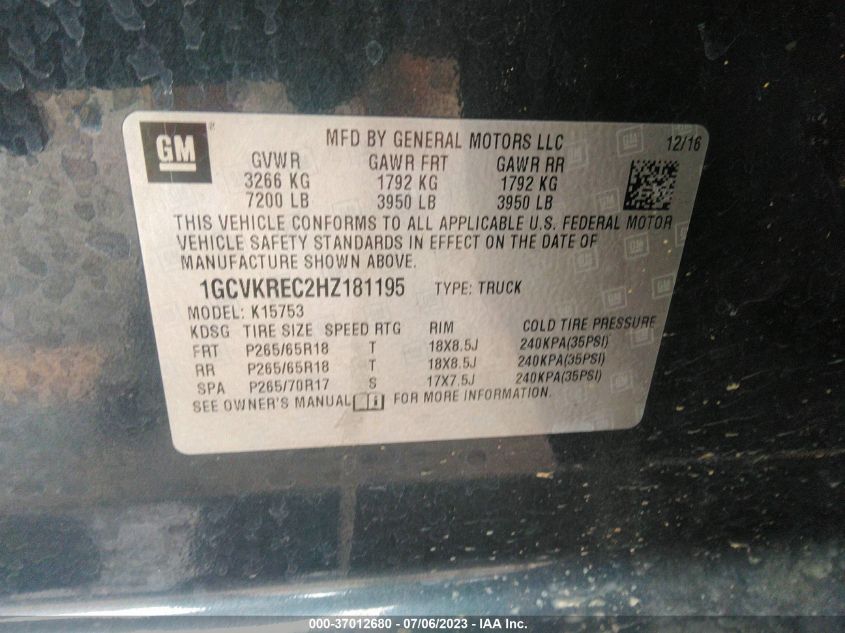 GM
MFD BY GENERAL MOTORS LLC 12/16
GVWR GAWR FRT GAWR RR
3266 KG 1792 KG 1792 KG
7200 LB 3950 LB 3950 LB
THIS VEHICLE CONFORMS TO ALL APPLICABLE U.S. FEDERAL MOTOR
VEHICLE SAFETY STANDARDS IN EFFECT ON THE DATE OF
MANUFACTURE SHOWN ABOVE.
1GCVKREC2HZ181195 TYPE: TRUCK
MODEL: K15753
KDSG TIRE SIZE SPEED RTG RIM COLD TIRE PRESSURE
FRT P265/65R18 T 18X8.5J 240KPA(35PSI)
RR P265/65R18 T 18X8.5J 240KPA(35PSI)
SPA P265/70R17 S 17X7.5J 240KPA(35PSI)
SEE OWNER'S MANUAL FOR MORE INFORMATION.
000-37012680 - 07/06/2023 - IAA Inc.